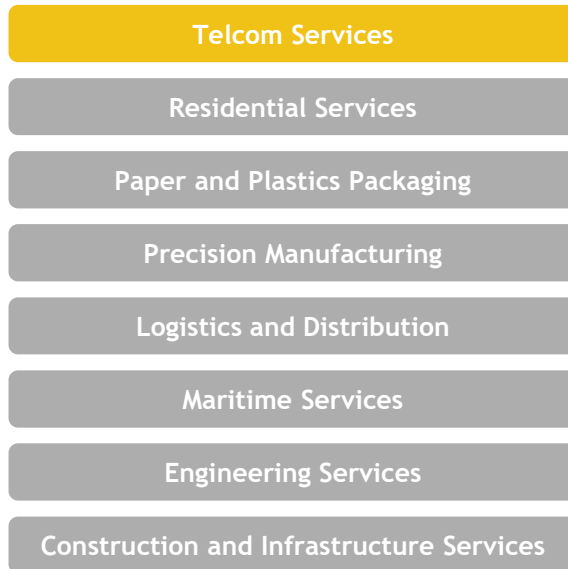 Telcom Services
Residential Services
Paper and Plastics Packaging
Precision Manufacturing
Logistics and Distribution
Maritime Services
Engineering Services
Construction and Infrastructure Services